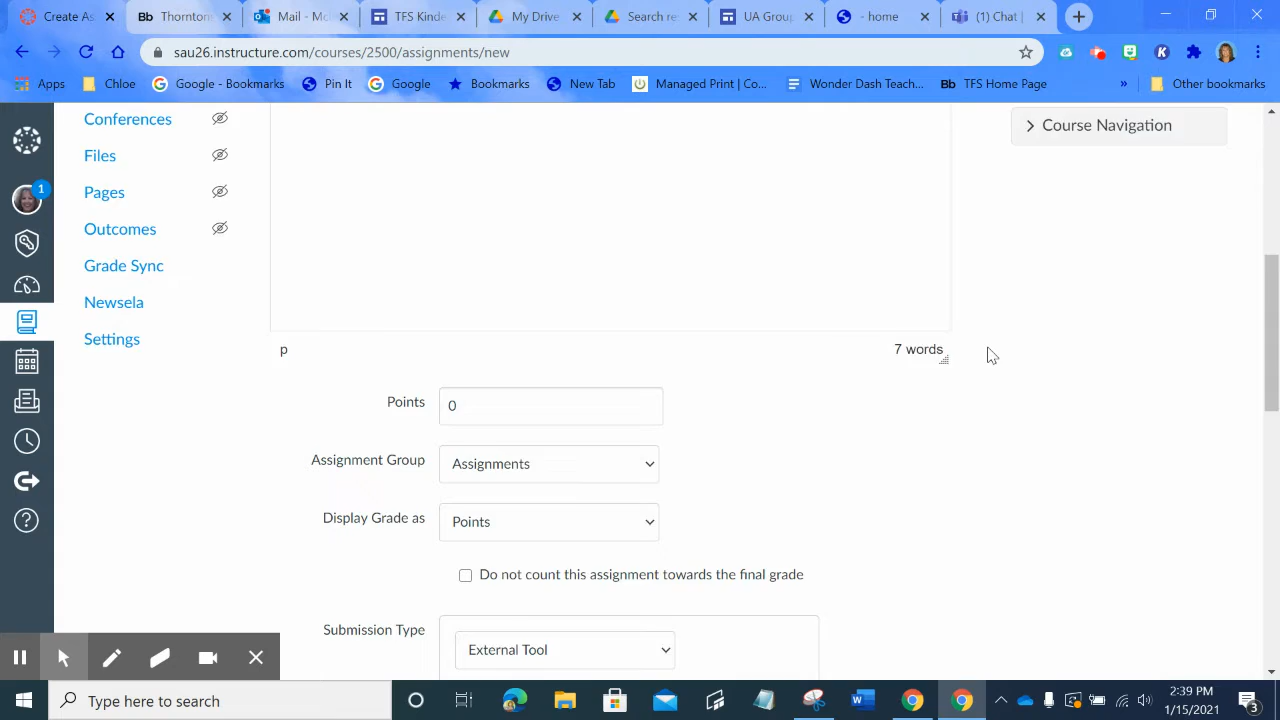 Create As
Thornton
Mail - Mc
TFS Kinde
My Drive
Search re
UA Group
- home
(1) Chat |
sau26.instructure.com/courses/2500/assignments/new
Apps
Chloe
Google - Bookmarks
Pin It
Google
Bookmarks
New Tab
Managed Print | Co...
Wonder Dash Teach...
Bb TFS Home Page
»
Other bookmarks
Conferences
Files
Pages
Outcomes
Grade Sync
Newsela
Settings
1
Course Navigation
p
7 words
Points
0
Assignment Group
Assignments
Display Grade as
Points
Do not count this assignment towards the final grade
Submission Type
External Tool
Type here to search
2:39 PM
1/15/2021
3